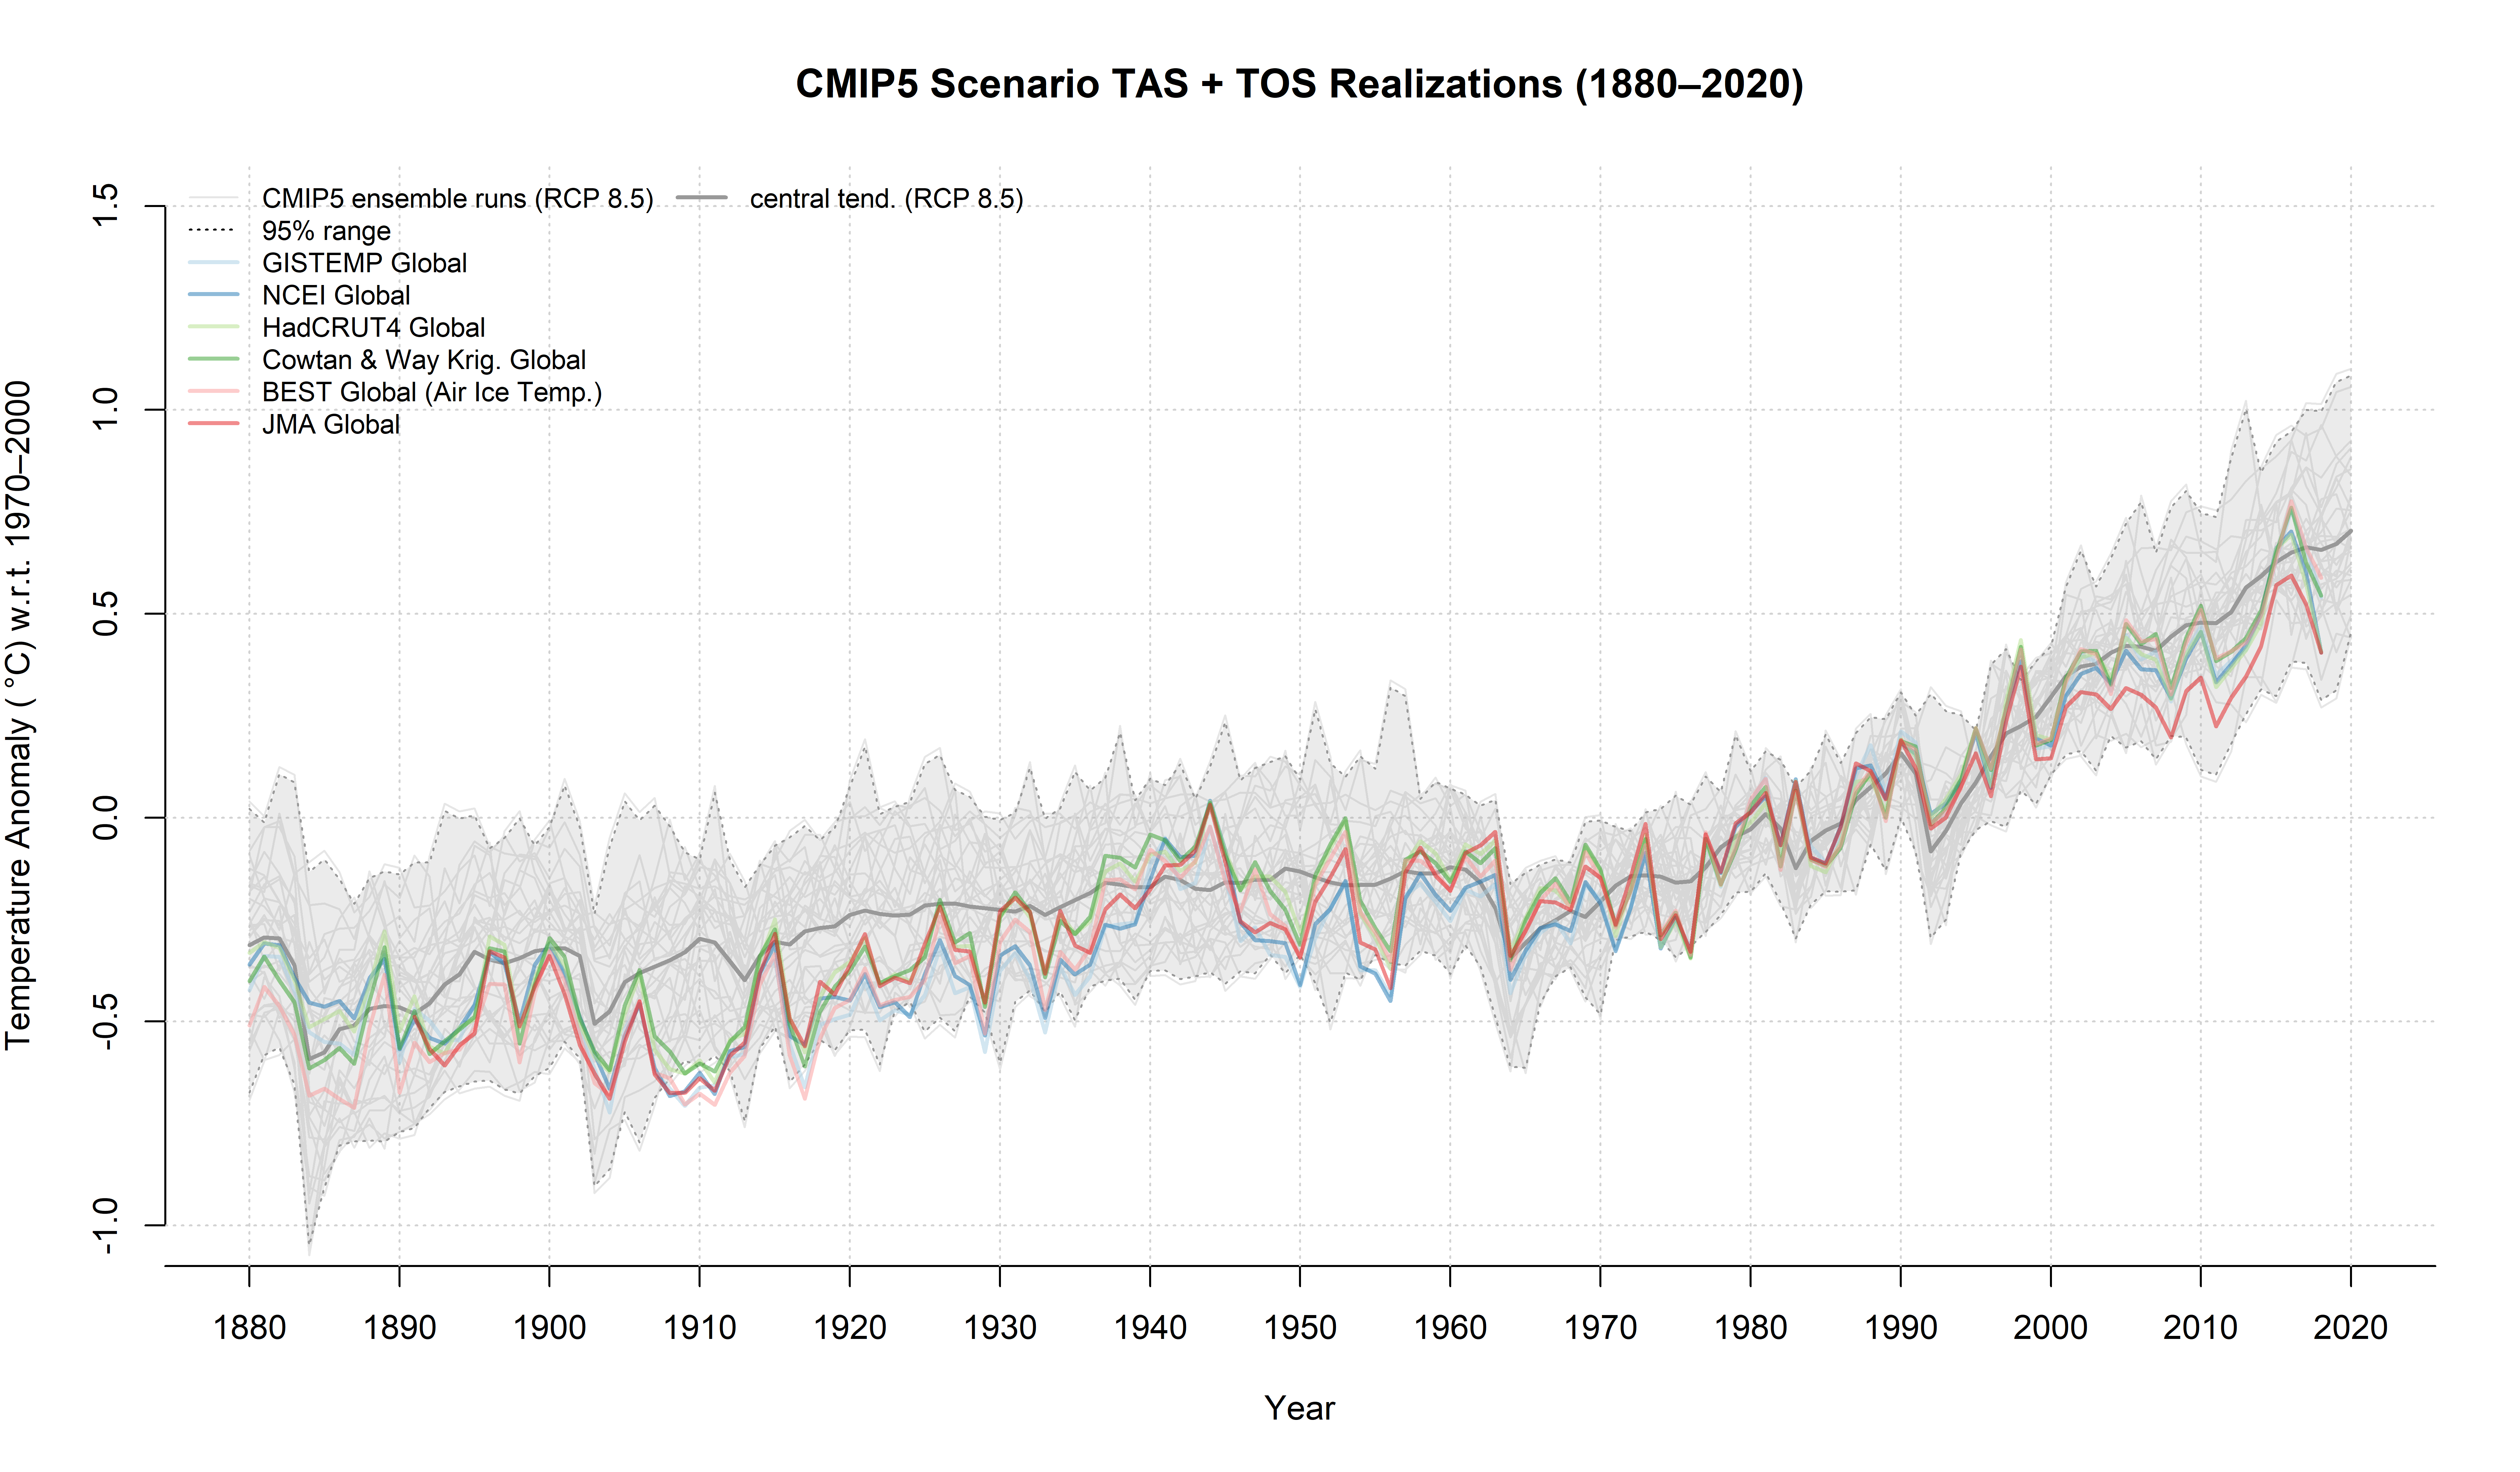 CMIP5 Scenario TAS + TOS Realizations (1880–2020)
CMIP5 ensemble runs (RCP 8.5) central tend. (RCP 8.5)
95% range
GISTEMP Global
NCEI Global
HadCRUT4 Global
Cowtan & Way Krig. Global
BEST Global (Air Ice Temp.)
JMA Global
Temperature Anomaly ( °C) w.r.t. 1970–2000
1.5
1.0
0.5
0.0
-0.5
-1.0
1880 1890 1900 1910 1920 1930 1940 1950 1960 1970 1980 1990 2000 2010 2020
Year